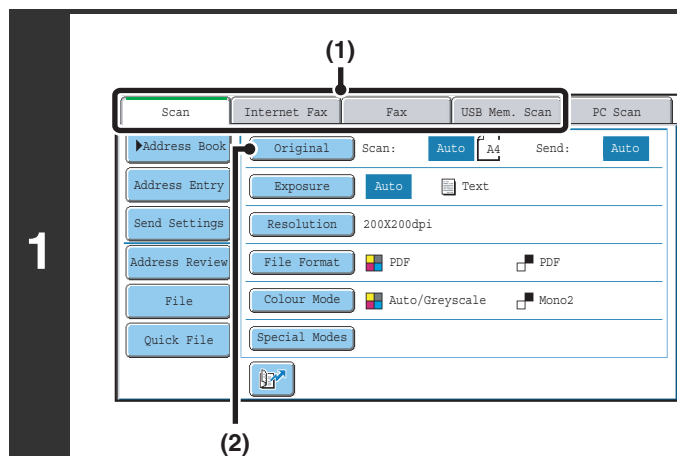 (1)
Scan Internet Fax Fax USB Mem. Scan PC Scan
Address Book Original Scan: Auto A4 Send: Auto
Address Entry Exposure Auto Text
Send Settings Resolution 200X200dpi
1
Address Review File Format PDF PDF
File Colour Mode Auto/Greyscale Mono2
Quick File Special Modes
(2)